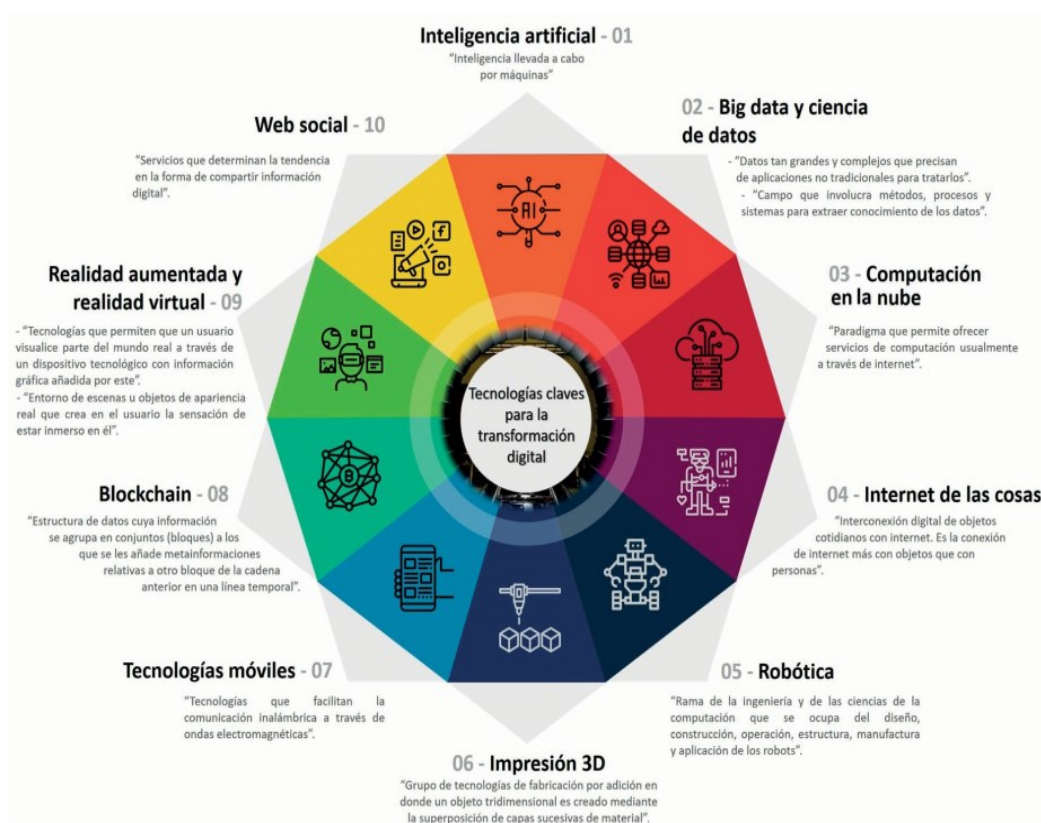 Inteligencia artificial - 01
“Inteligencia llevada a cabo
por máquinas”
02 - Big data y ciencia
de datos
- “Datos tan grandes y complejos que precisan
de aplicaciones no tradicionales para tratarlos”.
- “Campo que involucra métodos, procesos y
sistemas para extraer conocimiento de los datos”.
03 - Computación
en la nube
“Paradigma que permite ofrecer
servicios de computación usualmente
a través de internet”.
04 - Internet de las cosas
“Interconexión digital de objetos
cotidianos con internet. Es la conexión
de internet más con objetos que con
personas”.
05 - Robótica
“Rama de la ingeniería y de las ciencias de la
computación que se ocupa del diseño,
construcción, operación, estructura, manufactura
y aplicación de los robots”.
06 - Impresión 3D
“Grupo de tecnologías de fabricación por adición en
donde un objeto tridimensional es creado mediante
la superposición de capas sucesivas de material”.
Tecnologías móviles - 07
“Tecnologías que facilitan la
comunicación inalámbrica a través de
ondas electromagnéticas”.
Blockchain - 08
“Estructura de datos cuya información
se agrupa en conjuntos (bloques) a los
que se les añade metainformaciones
relativas a otro bloque de la cadena
anterior en una línea temporal”.
Realidad aumentada y
realidad virtual - 09
- “Tecnologías que permiten que un usuario
visualice parte del mundo real a través de
un dispositivo tecnológico con información
gráfica añadida por este”.
- “Entorno de escenas u objetos de apariencia
real que crea en el usuario la sensación de
estar inmerso en él”.
Web social - 10
“Servicios que determinan la tendencia
en la forma de compartir información
digital”.
Tecnologías claves
para la
transformación
digital
AI
f
B